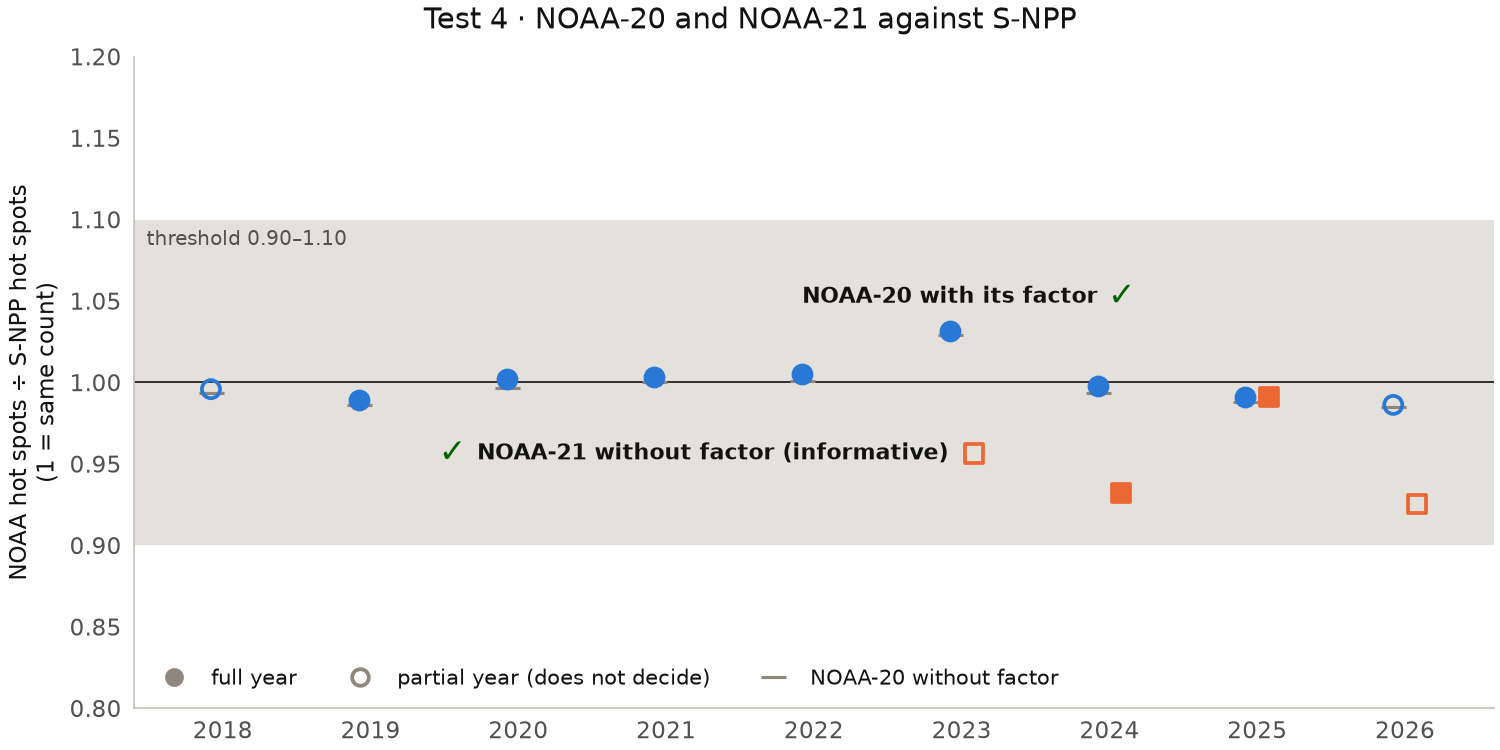 Test 4 · NOAA-20 and NOAA-21 against S-NPP
NOAA hot spots ÷ S-NPP hot spots
(1 = same count)
1.20
1.15
1.10
1.05
1.00
0.95
0.90
0.85
0.80
threshold 0.90–1.10
NOAA-20 with its factor ✓
✓ NOAA-21 without factor (informative)
full year
partial year (does not decide)
NOAA-20 without factor
2018
2019
2020
2021
2022
2023
2024
2025
2026